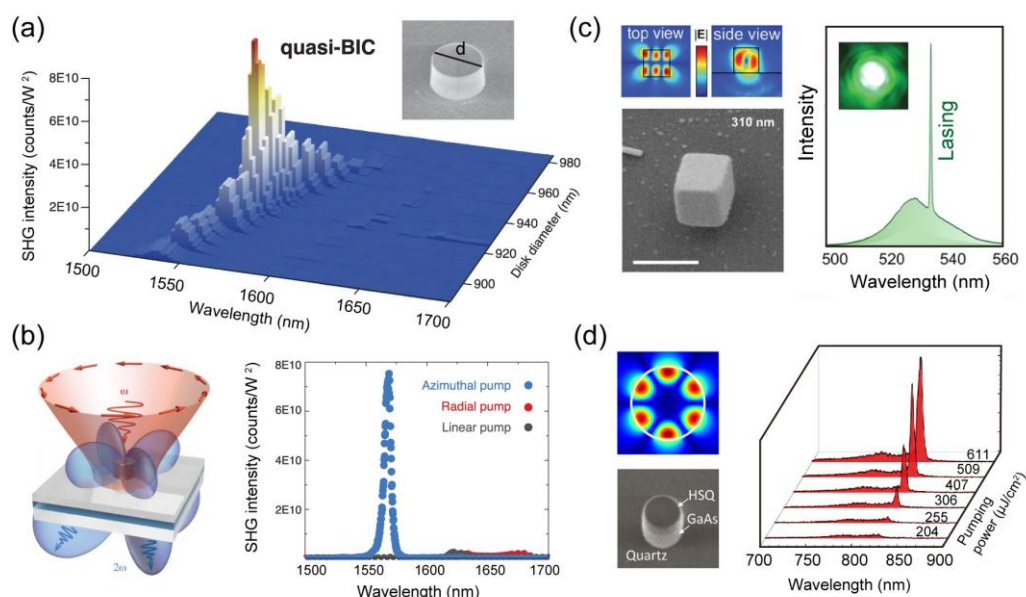 (a)
quasi-BIC
d
SHG intensity (counts/W²)
8E10
6E10
4E10
2E10
1500
1550
1600
1650
1700
Wavelength (nm)
980
960
940
920
900
Disk diameter (nm)
(b)
ω
2ω
SHG intensity (counts/W²)
8E10
6E10
4E10
2E10
Azimuthal pump
Radial pump
Linear pump
1500 1550 1600 1650 1700
Wavelength (nm)
(c)
top view
|E|
side view
310 nm
Intensity
Lasing
500 520 540 560
Wavelength (nm)
(d)
HSQ
GaAs
Quartz
611
509
407
306
255
204
Pumping
power (μJ/cm²)
700 750 800 850 900
Wavelength (nm)